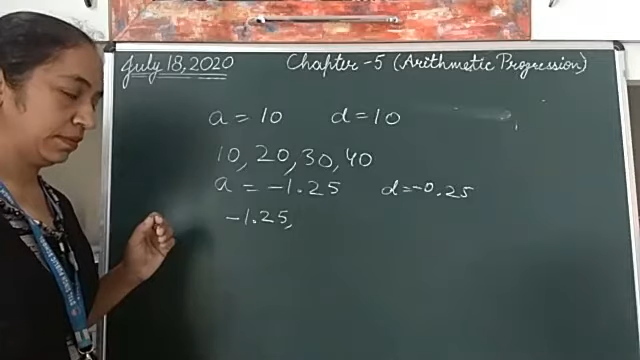 July 18, 2020 Chapter-5 (Arithmetic Progression)
a = 10 d = 10
10, 20, 30, 40
a = -1.25 d = -0.25
-1.25,